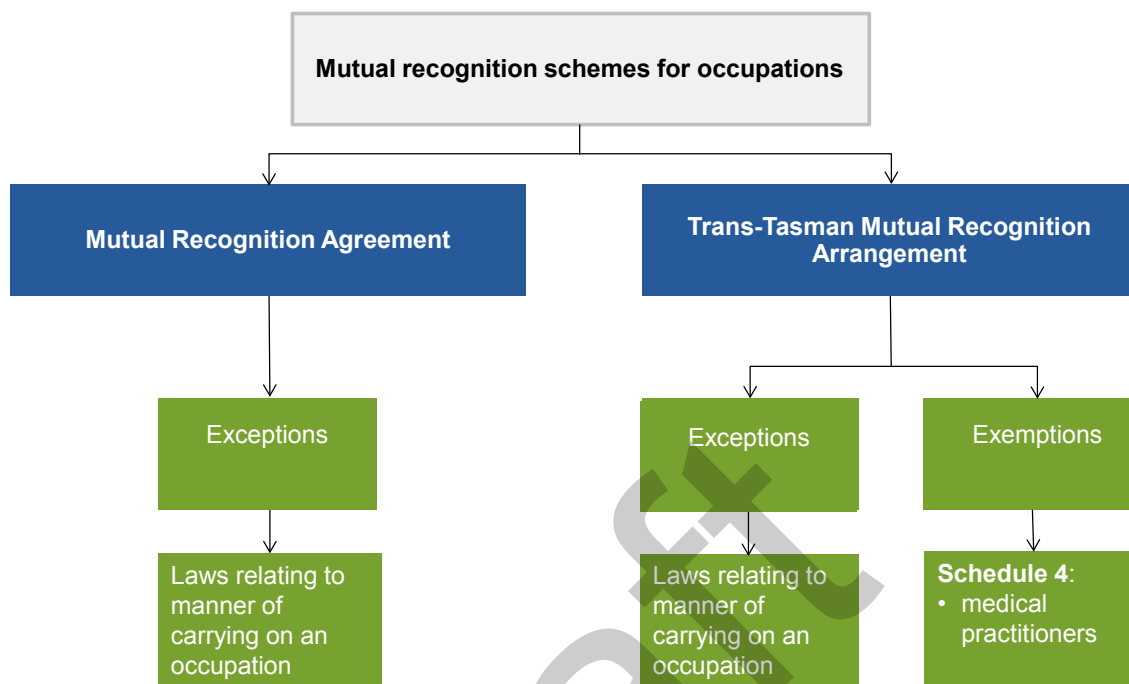 Mutual recognition schemes for occupations
Mutual Recognition Agreement
Trans-Tasman Mutual Recognition
Arrangement
Exceptions
Exceptions
Exemptions
Laws relating to
manner of
carrying on an
occupation
Laws relating to
manner of
carrying on an
occupation
Schedule 4:
• medical
practitioners